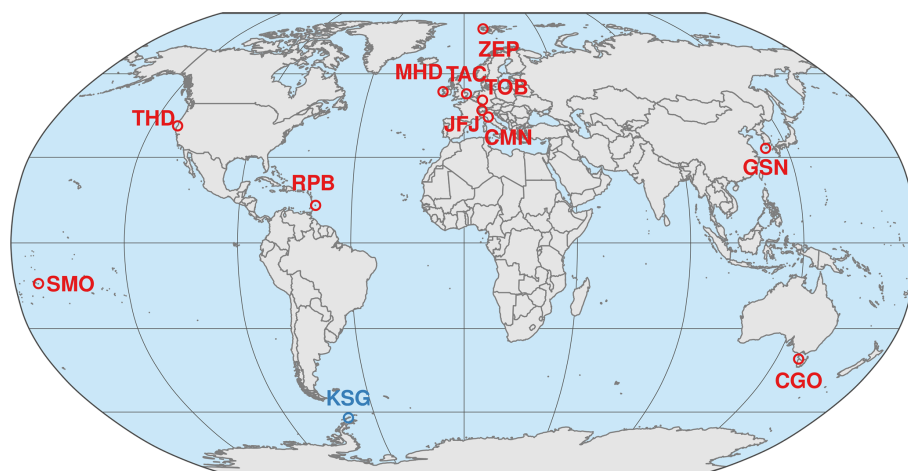 ZEP
MHD TAC
TOB
THD
JFJ
CMN
GSN
RPB
SMO
CGO
KSG